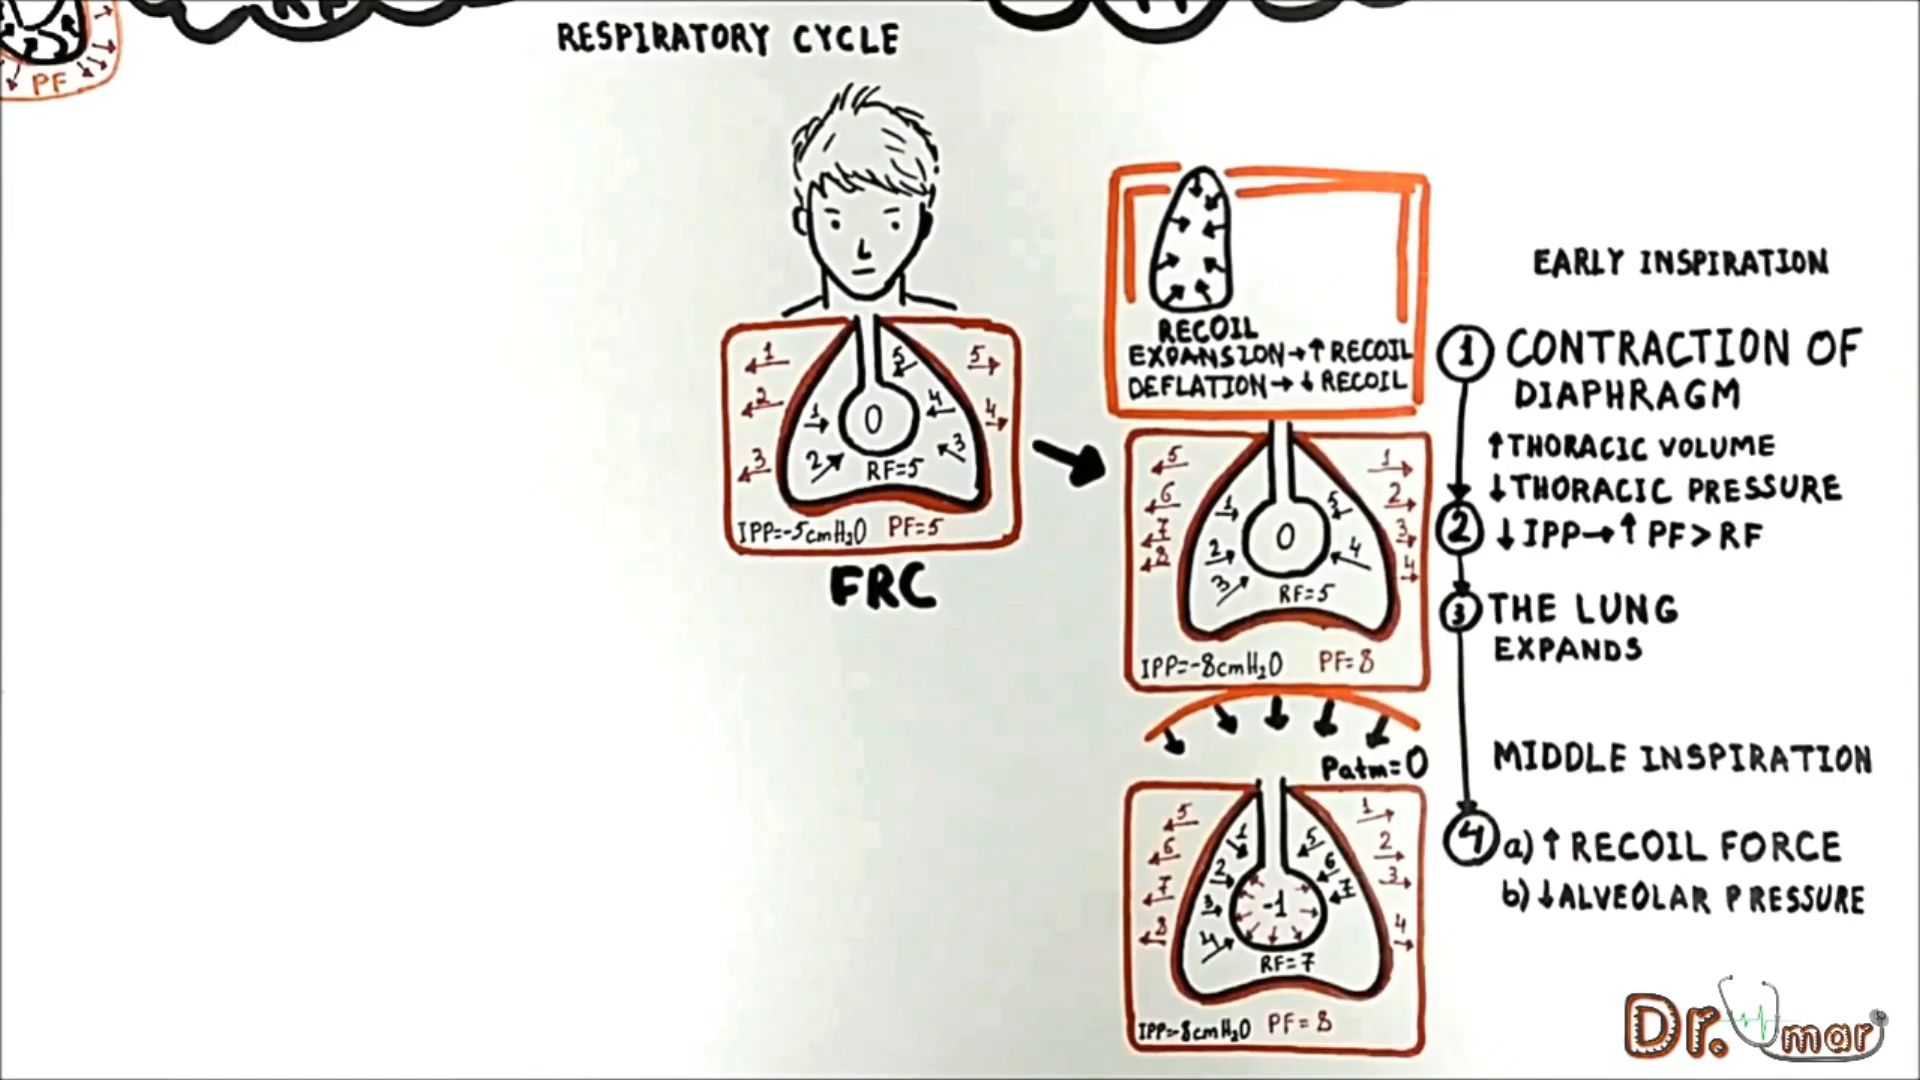 PF
RESPIRATORY CYCLE
1
2
3
5
4
3
5
4
1
2
0
RF=5
IPP=-5cmH₂O PF=5
FRC
RECOIL
EXPANSION→↑ RECOIL
DEFLATION→↓ RECOIL
5
6
7
8
1
2
3
4
1
2
3
5
4
0
RF=5
IPP=-8cmH₂O PF=8
Patm=0
5
6
7
8
1
2
3
4
1
2
3
4
5
6
7
-1
RF=7
IPP=-8cmH₂O PF=8
EARLY INSPIRATION
1 CONTRACTION OF
DIAPHRAGM
↑THORACIC VOLUME
↓THORACIC PRESSURE
2 ↓IPP→↑PF>RF
3 THE LUNG
EXPANDS
MIDDLE INSPIRATION
4 a)↑RECOIL FORCE
b)↓ALVEOLAR PRESSURE
Dr. Umar